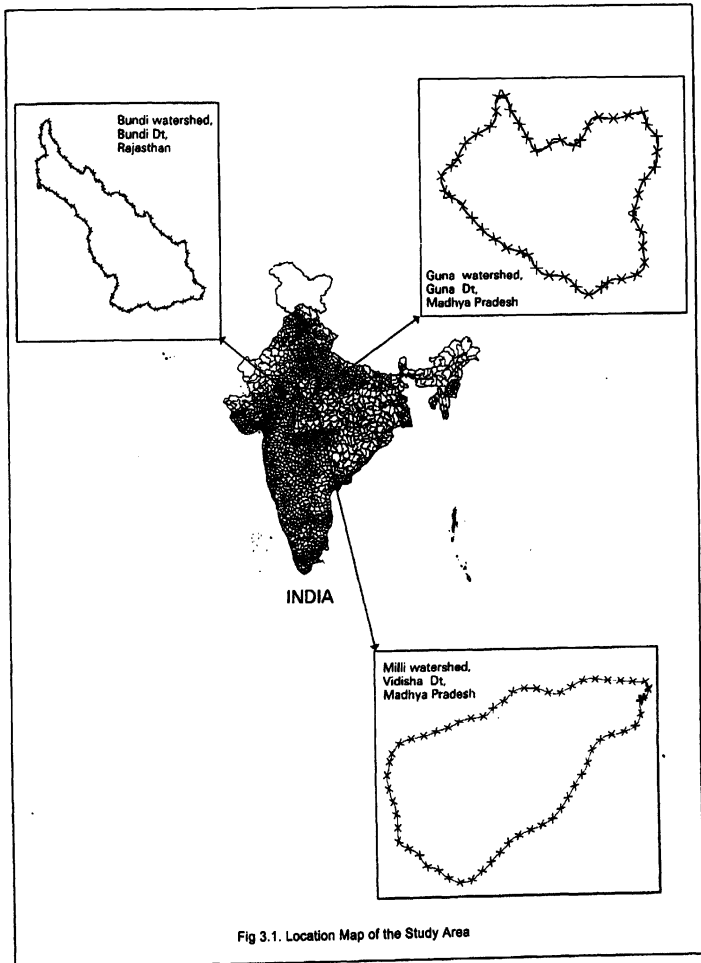 Bundi watershed,
Bundi Dt,
Rajasthan
Guna watershed,
Guna Dt,
Madhya Pradesh
INDIA
Milli watershed,
Vidisha Dt,
Madhya Pradesh
Fig 3.1. Location Map of the Study Area